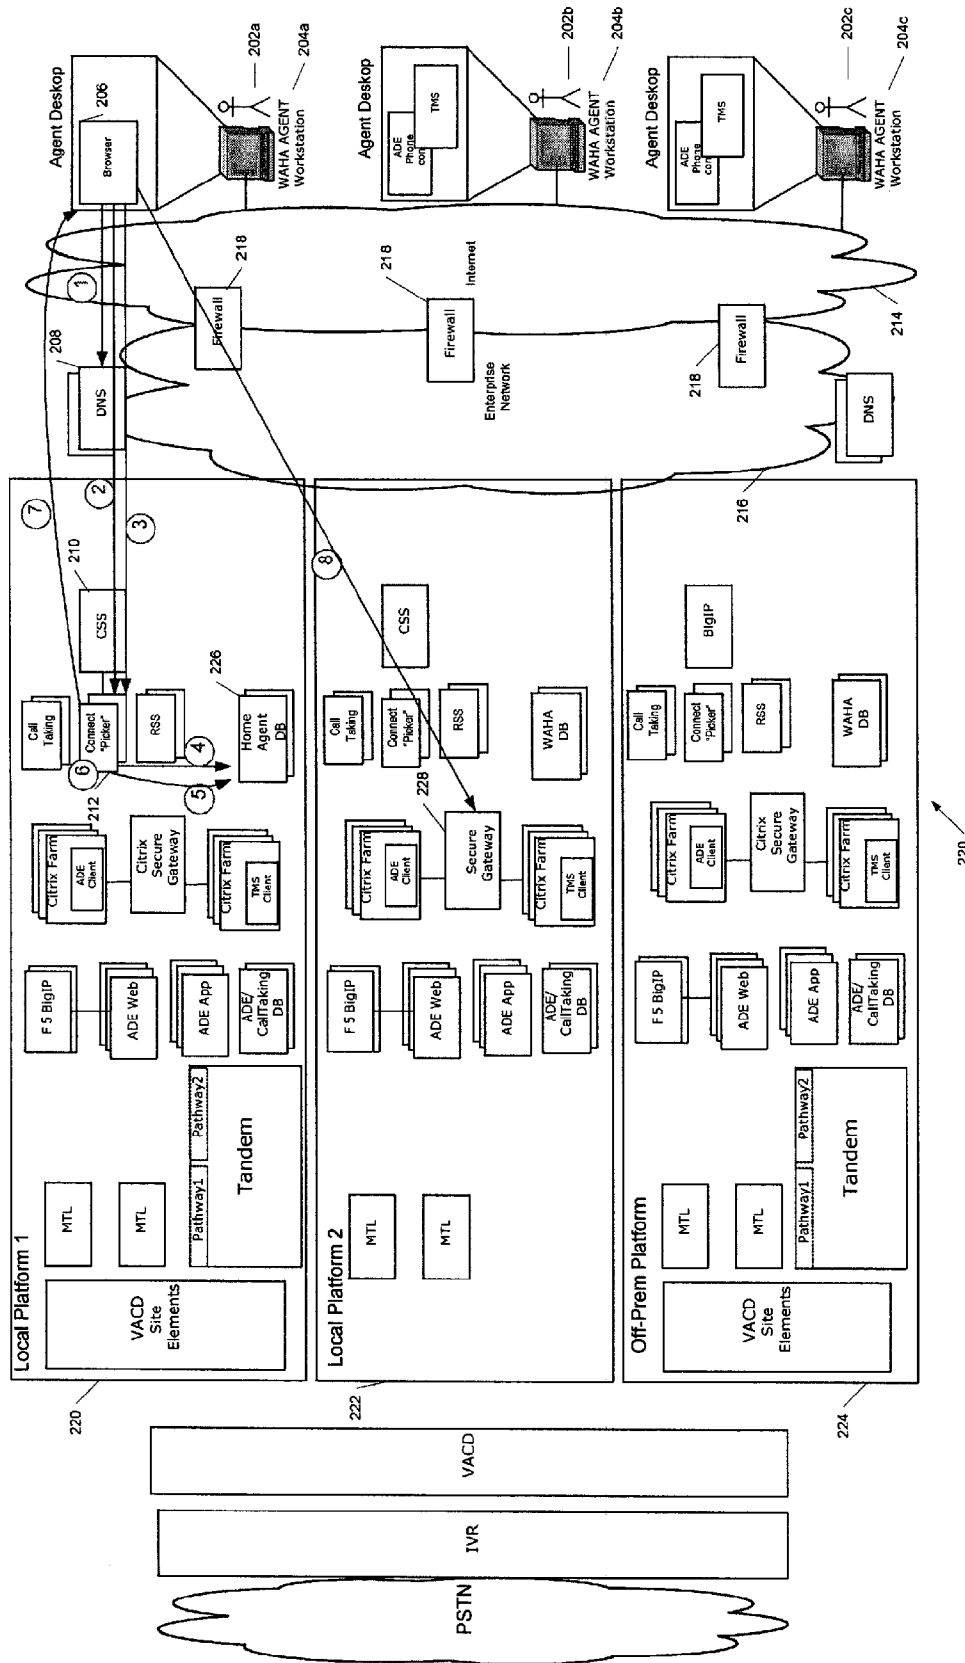 PSTN
IVR
VACD
Local Platform 1
220
VACD
Site
Elements
MTL
MTL
Pathway1
Pathway2
Tandem
F 5 BigIP
ADE Web
ADE App
ADE/
CallTaking
DB
Citrix Farm
ADE
Client
212
Citrix
Secure
Gateway
Citrix Farm
TMS
Client
Call
Taking
Connect
"Picker"
RSS
Home
Agent
DB
226
CSS
210
1
2
3
4
5
6
7
8
Local Platform 2
222
MTL
MTL
F 5 BigIP
ADE Web
ADE App
ADE/
CallTaking
DB
Citrix Farm
ADE
Client
228
Secure
Gateway
Citrix Farm
TMS
Client
Call
Taking
Connect
"Picker"
RSS
WAHA
DB
CSS
Off-Prem Platform
224
VACD
Site
Elements
MTL
MTL
Pathway1
Pathway2
Tandem
F 5 BigIP
ADE Web
ADE App
ADE/
CallTaking
DB
Citrix Farm
ADE
Client
Citrix
Secure
Gateway
Citrix Farm
TMS
Client
Call
Taking
Connect
"Picker"
RSS
WAHA
DB
BIgIP
220
DNS
208
DNS
Enterprise
Network
216
Firewall
218
Firewall
218
Firewall
218
Internet
214
Agent Deskop
Browser
206
202a
204a
WAHA AGENT
Workstation
Agent Deskop
ADE
Phone
con
TMS
202b
204b
WAHA AGENT
Workstation
Agent Deskop
ADE
Phone
con
TMS
202c
204c
WAHA AGENT
Workstation